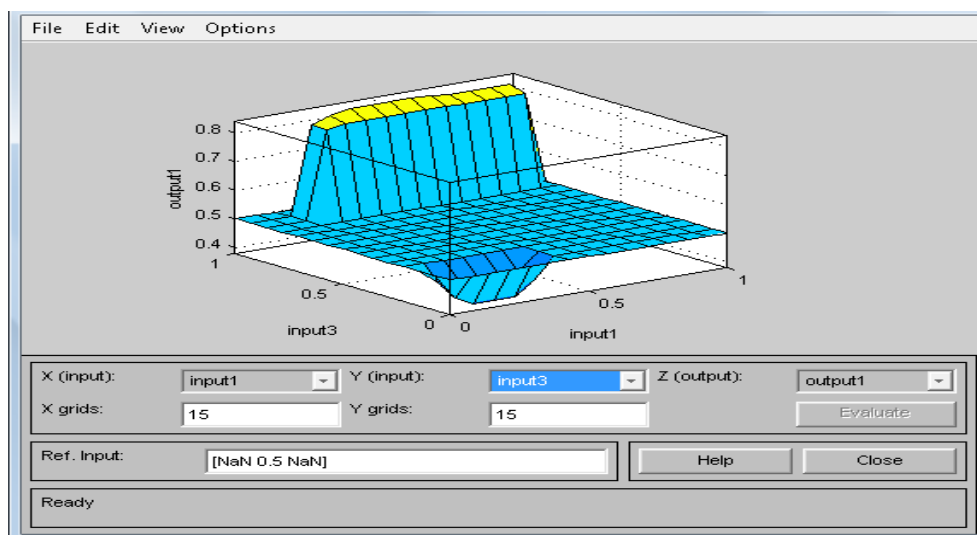 File Edit View Options
0.8
0.7
0.6
0.5
0.4
output1
1
0.5
0
input3
0
0.5
1
input1
X (input): input1 Y (input): input3 Z (output): output1
X grids: 15 Y grids: 15 Evaluate
Ref. Input: [NaN 0.5 NaN] Help Close
Ready